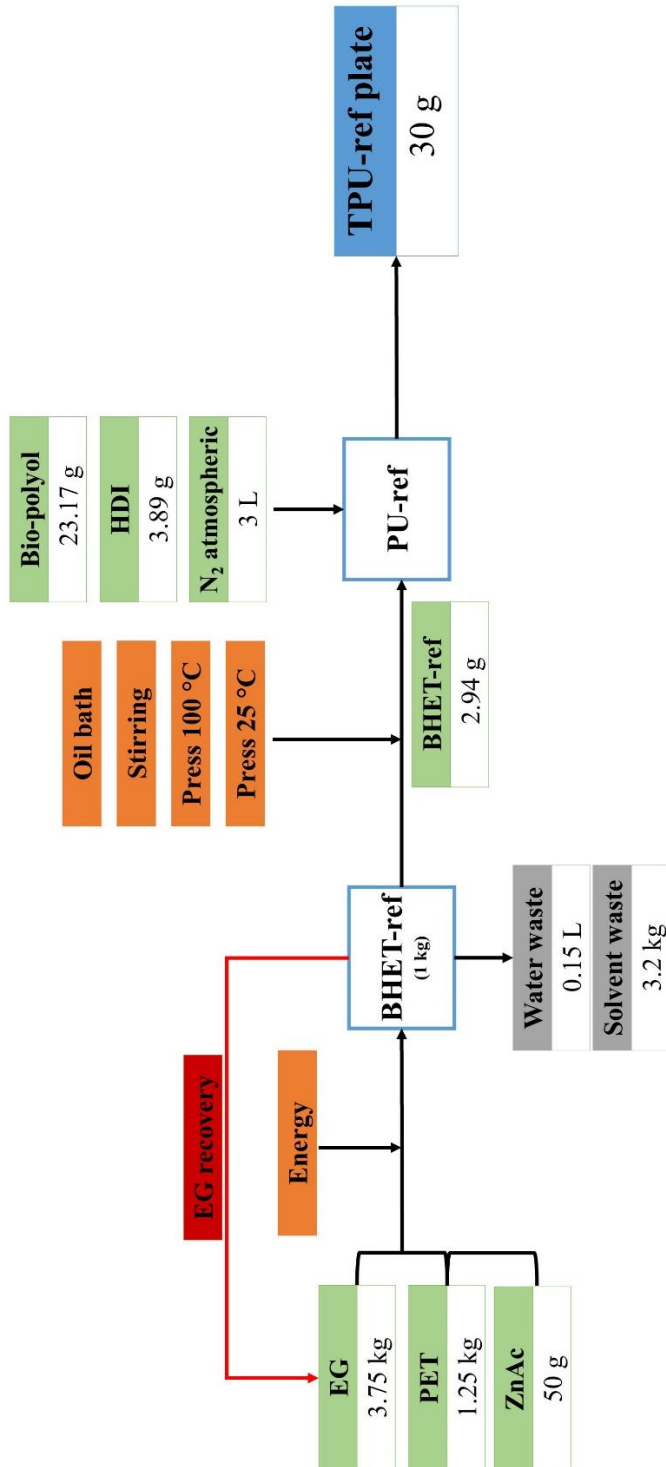 EG recovery
Energy
EG
3.75 kg
PET
1.25 kg
ZnAc
50 g
BHET-ref
(1 kg)
Water waste
0.15 L
Solvent waste
3.2 kg
Oil bath
Stirring
Press 100 °C
Press 25 °C
BHET-ref
2.94 g
Bio-polyol
23.17 g
HDI
3.89 g
N₂ atmospheric
3 L
PU-ref
TPU-ref plate
30 g